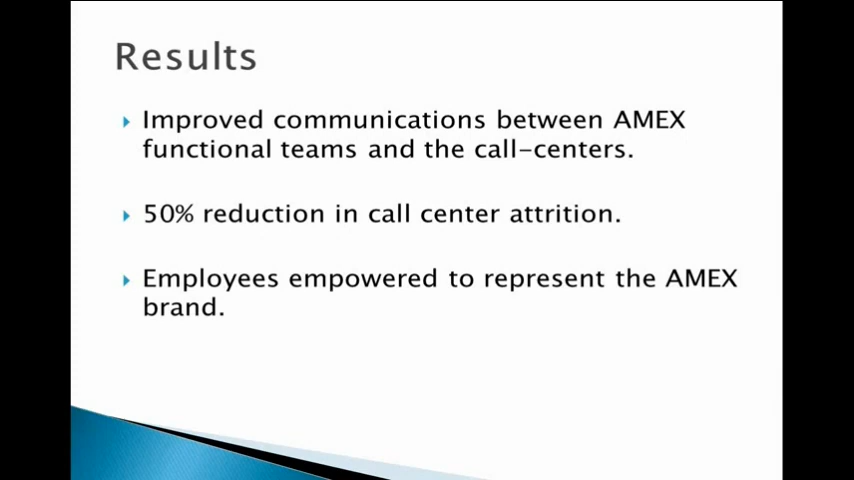 Results
Improved communications between AMEX
functional teams and the call-centers.
50% reduction in call center attrition.
Employees empowered to represent the AMEX
brand.